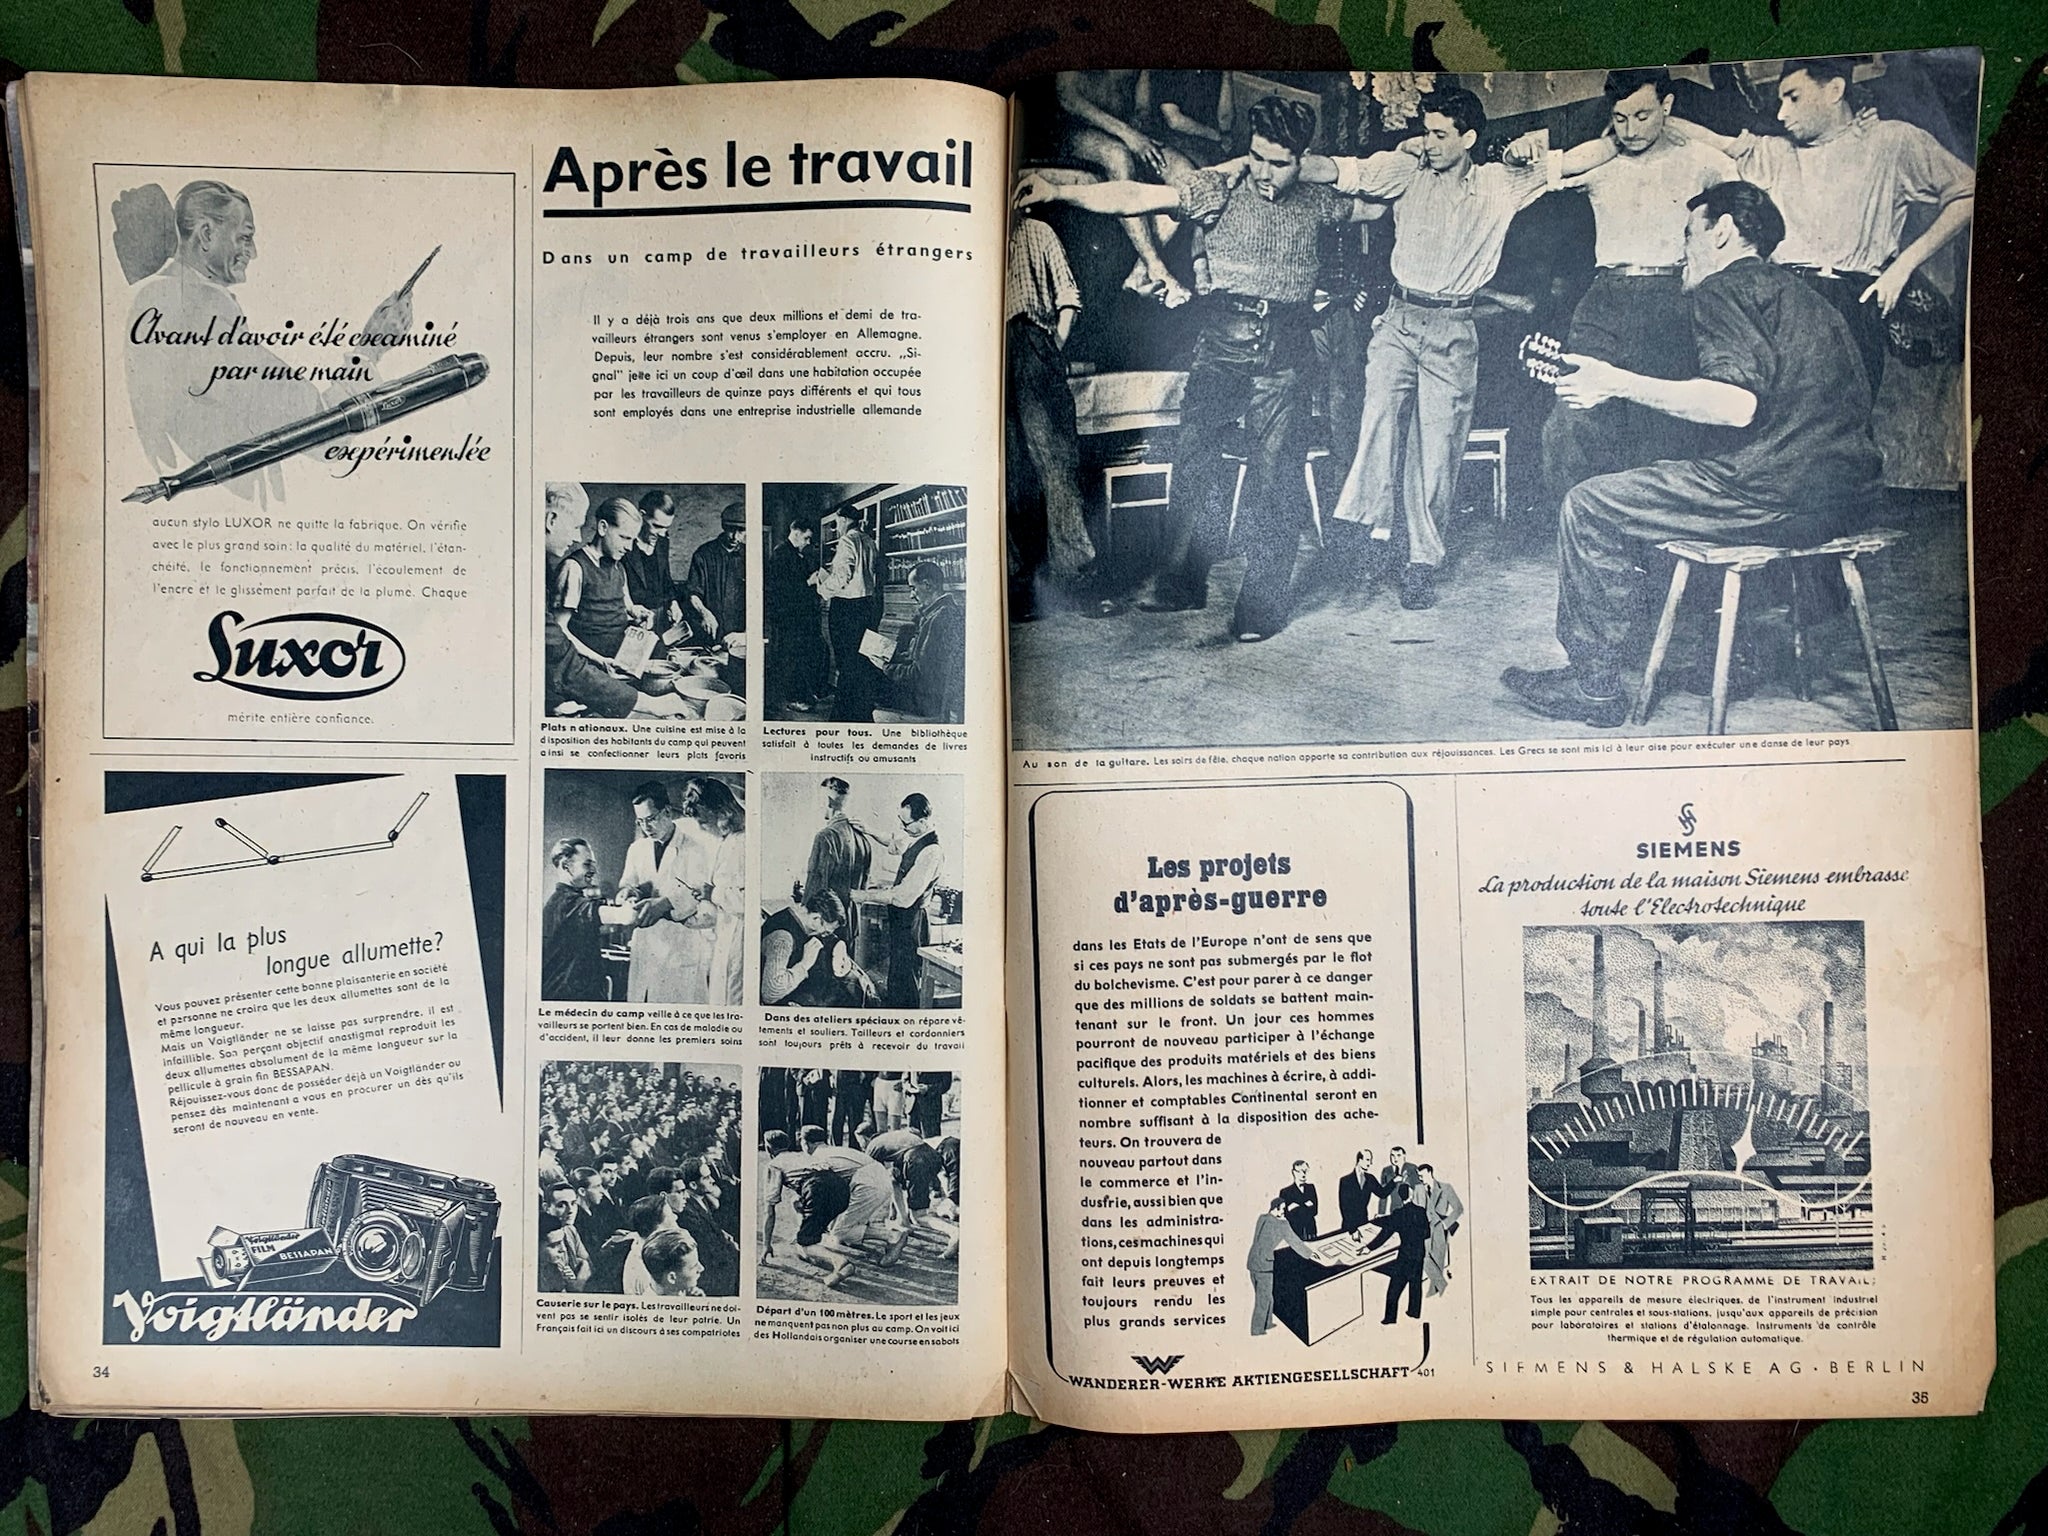 Avant d'avoir été examiné
par une main
Luxor
expérimentée
aucun stylo LUXOR ne quitte la fabrique. On vérifie
avec le plus grand soin: la qualité du matériel, l'étan-
chéité, le fonctionnement précis, l'écoulement de
l'encre et le glissement parfait de la plume. Chaque
Luxor
mérite entière confiance.
A qui la plus
longue allumette?
Vous pouvez présenter cette bonne plaisanterie en société
et personne ne croira que les deux allumettes sont de la
même longueur.
Mais un Voigtländer ne se laisse pas surprendre, il est
infaillible. Son perçant objectif anastigmat reproduit les
deux allumettes absolument de la même longueur sur la
pellicule à grain fin BESSAPAN.
Réjouissez-vous donc de posséder déjà un Voigtländer ou
pensez dès maintenant a vous en procurer un dès qu'ils
seront de nouveau en vente.
Voigtländer
FILM
BESSAPAN
Voigtländer
34
Après le travail
Dans un camp de travailleurs étrangers
Il y a déjà trois ans que deux millions et demi de tra-
vailleurs étrangers sont venus s'employer en Allemagne.
Depuis, leur nombre s'est considérablement accru. „Si-
gnal" jette ici un coup d'œil dans une habitation occupée
par les travailleurs de quinze pays différents et qui tous
sont employés dans une entreprise industrielle allemande
Plats nationaux. Une cuisine est mise à la
disposition des habitants du camp qui peuvent
ainsi se confectionner leurs plats favoris
Lectures pour tous. Une bibliothèque
satisfait à toutes les demandes de livres
instructifs ou amusants
Le médecin du camp veille à ce que les tra-
vailleurs se portent bien. En cas de maladie ou
d'accident, il leur donne les premiers soins
Dans des ateliers spéciaux on répare vê-
tements et souliers. Tailleurs et cordonniers
sont toujours prêts à recevoir du travail
Causerie sur le pays. Les travailleurs ne doi-
vent pas se sentir isolés de leur patrie. Un
Français fait ici un discours à ses compatriotes
Départ d'un 100 mètres. Le sport et les jeux
ne manquent pas non plus au camp. On voit ici
des Hollandais organiser une course en sabots
Au son de la guitare. Les soirs de fête, chaque nation apporte sa contribution aux réjouissances. Les Grecs se sont mis ici à leur aise pour exécuter une danse de leur pays
Les projets
d'après-guerre
dans les Etats de l'Europe n'ont de sens que
si ces pays ne sont pas submergés par le flot
du bolchevisme. C'est pour parer à ce danger
que des millions de soldats se battent main-
tenant sur le front. Un jour ces hommes
pourront de nouveau participer à l'échange
pacifique des produits matériels et des biens
culturels. Alors, les machines à écrire, à addi-
tionner et comptables Continental seront en
nombre suffisant à la disposition des ache-
teurs. On trouvera de
nouveau partout dans
le commerce et l'in-
dustrie, aussi bien que
dans les administra-
tions, ces machines qui
ont depuis longtemps
fait leurs preuves et
toujours rendu les
plus grands services
W
WANDERER-WERKE AKTIENGESELLSCHAFT 401
SIEMENS
La production de la maison Siemens embrasse
toute l'Electrotechnique
EXTRAIT DE NOTRE PROGRAMME DE TRAVAIL:
Tous les appareils de mesure électriques, de l'instrument industriel
simple pour centrales et sous-stations, jusqu'aux appareils de précision
pour laboratoires et stations d'étalonnage. Instruments de contrôle
thermique et de régulation automatique.
SIEMENS & HALSKE AG · BERLIN
35